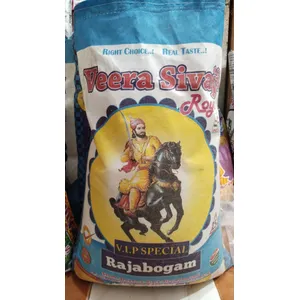 Right Choice..! Real Taste..!
Veera Sivaji
V.I.P SPECIAL
Rajabogam